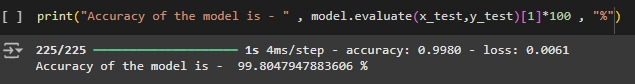 [ ] print("Accuracy of the model is - " , model.evaluate(x_test,y_test)[1]*100 , "%")
225/225 ━━━━━━━━━━━━━━━━━━━━ 1s 4ms/step - accuracy: 0.9980 - loss: 0.0061
Accuracy of the model is -  99.8047947883606 %